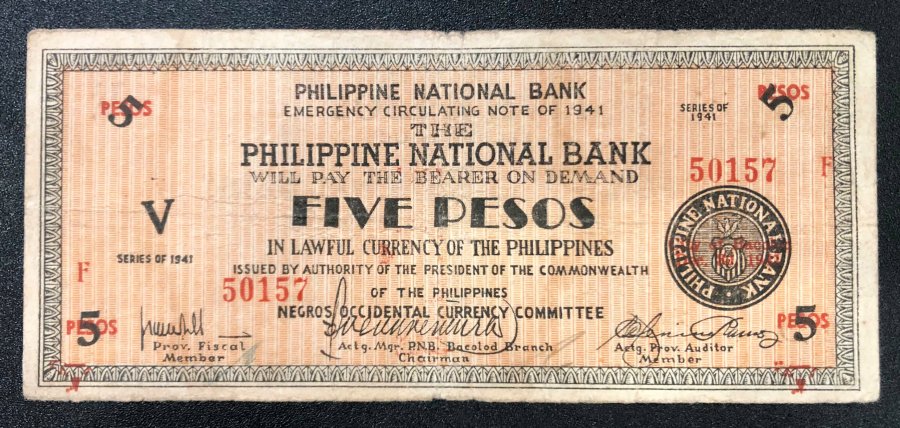 PHILIPPINE NATIONAL BANK
EMERGENCY CIRCULATING NOTE OF 1941
5 PESOS
5 PESOS
SERIES OF
1941
THE
PHILIPPINE NATIONAL BANK
WILL PAY THE BEARER ON DEMAND
50157
F
V
FIVE PESOS
PHILIPPINE NATIONAL BANK
IN LAWFUL CURRENCY OF THE PHILIPPINES
SERIES OF 1941
ISSUED BY AUTHORITY OF THE PRESIDENT OF THE COMMONWEALTH
F
50157
OF THE PHILIPPINES
NEGROS OCCIDENTAL CURRENCY COMMITTEE
PESOS 5
5 PESOS
Prov. Fiscal
Member
Actg. Mgr. P.N.B. Bacolod Branch
Chairman
Actg. Prov. Auditor
Member